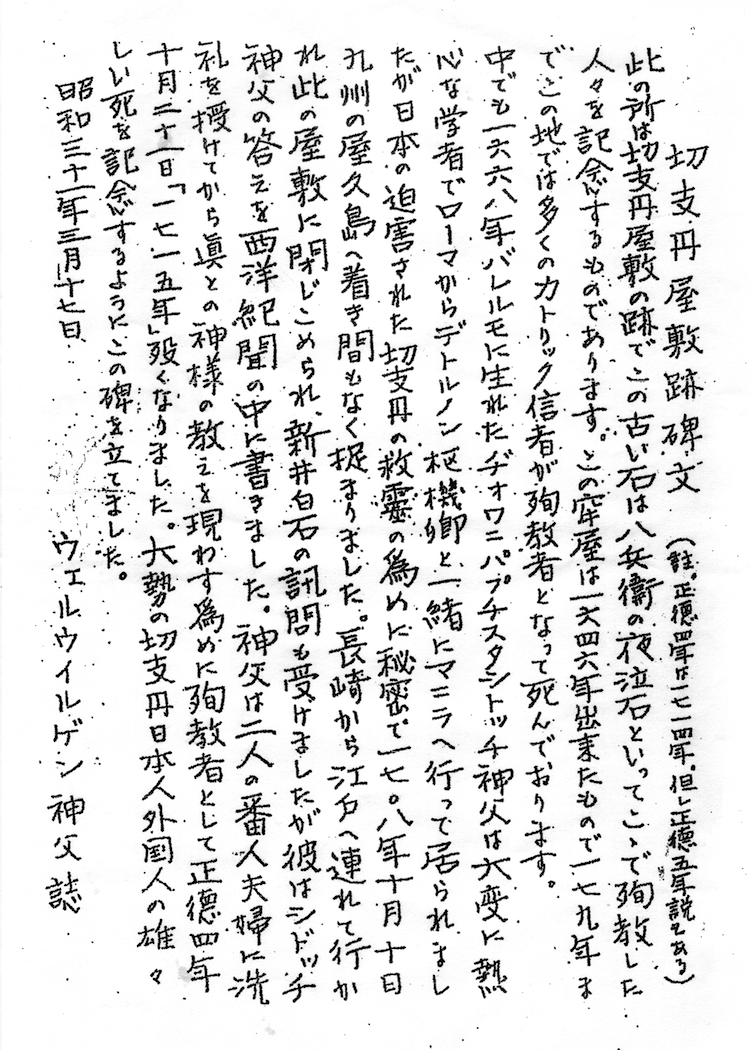 切支丹屋敷跡碑文 (註。正德四年は一七一四年。但し正德五年説もある)
此の所は切支丹屋敷の跡でこの古い石は八兵衛の夜泣石といってこゝで殉教した
人々を記念するものであります。この牢屋は一六四六年出来たもので一七九年ま
でこの地では多くのカトリック信者が殉教者となって死んでおります。
中でも一六六八年パレルモに生れたヂオワニパプチスタシトッチ神父は大変に熱
心な学者でローマからデトルノン枢機卿と一緒にマニラへ行って居られまし
たが日本の迫害された切支丹の救霊の為めに秘密で一七〇八年十月十日
九州の屋久島へ着き間もなく捉まりました。長崎から江戸へ連れて行か
れ此の屋敷に閉じこめられ、新井白石の訊問も受けましたが彼はシドッチ
神父の答えを西洋紀聞の中に書きました。神父は二人の番人夫婦に洗
礼を授けてから眞との神様の教えを現わす為めに殉教者として正德四年
十月二十一日「一七一五年」歿くなりました。大勢の切支丹日本人外国人の雄々
しい死を記念するようにこの碑を立てました。
昭和三十一年三月十七日
ウェルウイルゲン神父誌